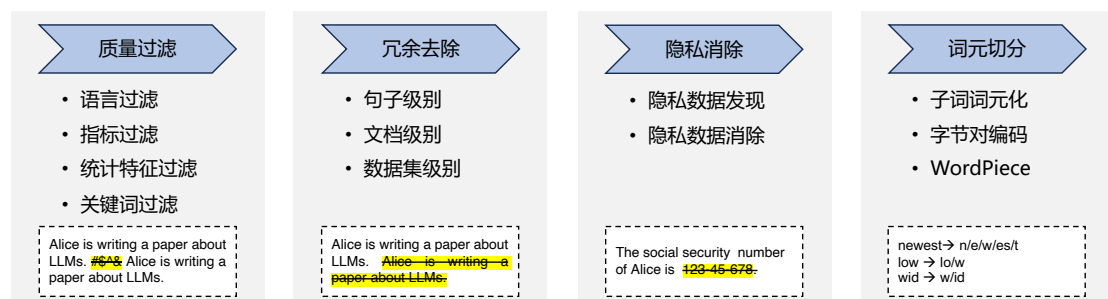 质量过滤
• 语言过滤
• 指标过滤
• 统计特征过滤
• 关键词过滤
Alice is writing a paper about
LLMs. #$^& Alice is writing a
paper about LLMs.
冗余去除
• 句子级别
• 文档级别
• 数据集级别
Alice is writing a paper about
LLMs. Alice is writing a
paper about LLMs.
隐私消除
• 隐私数据发现
• 隐私数据消除
The social security number
of Alice is 123-45-678.
词元切分
• 子词词元化
• 字节对编码
• WordPiece
newest→ n/e/w/es/t
low → lo/w
wid → w/id